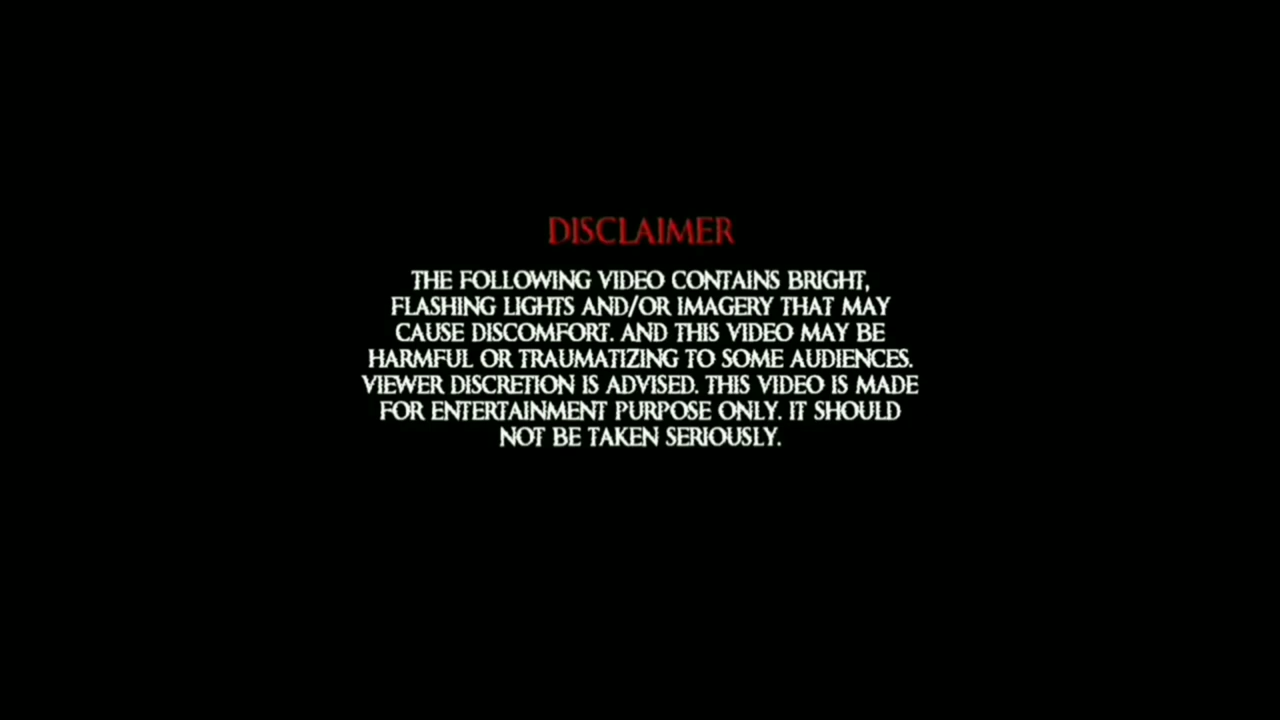 DISCLAIMER
THE FOLLOWING VIDEO CONTAINS BRIGHT,
FLASHING LIGHTS AND/OR IMAGERY THAT MAY
CAUSE DISCOMFORT. AND THIS VIDEO MAY BE
HARMFUL OR TRAUMATIZING TO SOME AUDIENCES.
VIEWER DISCRETION IS ADVISED. THIS VIDEO IS MADE
FOR ENTERTAINMENT PURPOSE ONLY. IT SHOULD
NOT BE TAKEN SERIOUSLY.